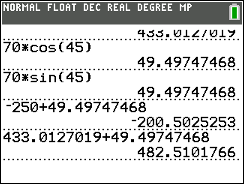 NORMAL FLOAT DEC REAL DEGREE MP
433.0127019
70*cos(45)
49.49747468
70*sin(45)
49.49747468
-250+49.49747468
-200.5025253
433.0127019+49.49747468
482.5101766